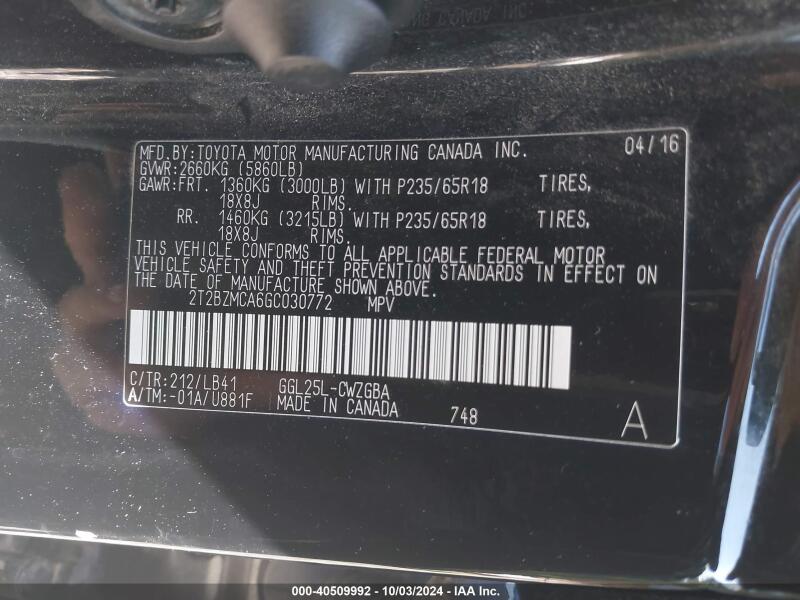 MFD.BY:TOYOTA MOTOR MANUFACTURING CANADA INC. 04/16
GVWR:2660KG (5860LB)
GAWR:FRT. 1360KG (3000LB) WITH P235/65R18 TIRES,
18X8J RIMS.
RR. 1460KG (3215LB) WITH P235/65R18 TIRES,
18X8J RIMS.
THIS VEHICLE CONFORMS TO ALL APPLICABLE FEDERAL MOTOR
VEHICLE SAFETY AND THEFT PREVENTION STANDARDS IN EFFECT ON
THE DATE OF MANUFACTURE SHOWN ABOVE.
2T2BZMCA6GC030772 MPV
C/TR:212/LB41 GGL25L-CWZGBA
A/TM:-01A/U881F MADE IN CANADA 748 A
000-40509992 - 10/03/2024 - IAA Inc.